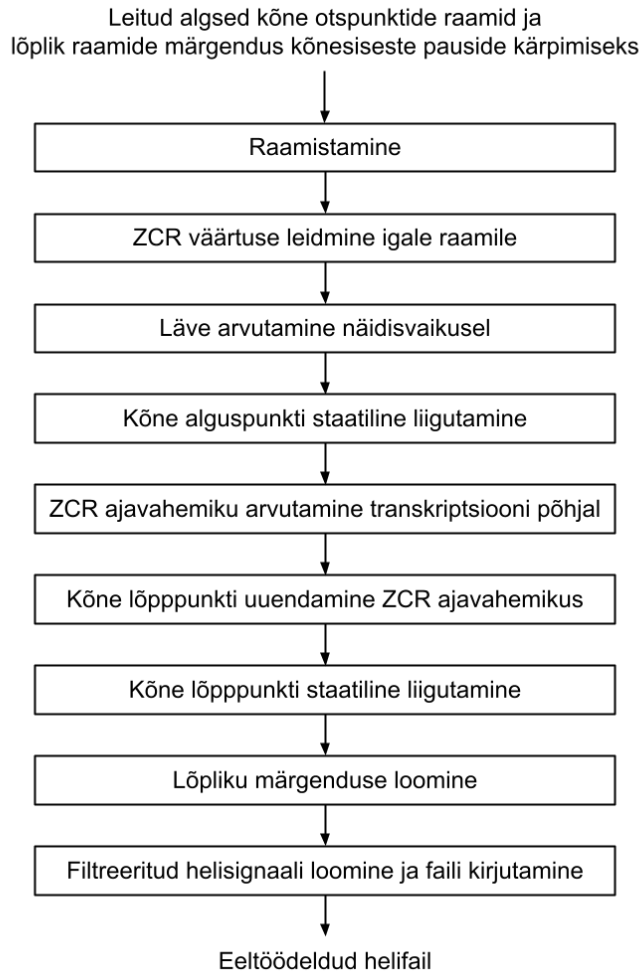 Leitud algsed kõne otspunktide raamid ja
lõplik raamide märgendus kõnesiseste pauside kärpimiseks
Raamistamine
ZCR väärtuse leidmine igale raamile
Läve arvutamine näidisvaikusel
Kõne alguspunkti staatiline liigutamine
ZCR ajavahemiku arvutamine transkriptsiooni põhjal
Kõne lõpppunkti uuendamine ZCR ajavahemikus
Kõne lõpppunkti staatiline liigutamine
Lõpliku märgenduse loomine
Filtreeritud helisignaali loomine ja faili kirjutamine
Eeltöödeldud helifail